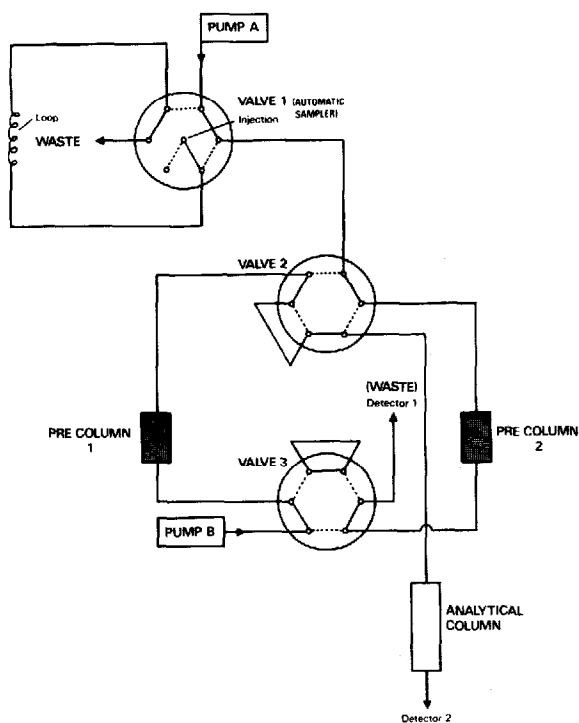 PUMP A
VALVE 1 (AUTOMATIC
SAMPLER)
Injection
Loop
WASTE
VALVE 2
(WASTE)
Detector 1
PRE COLUMN
1
PRE COLUMN
2
VALVE 3
PUMP B
ANALYTICAL
COLUMN
Detector 2